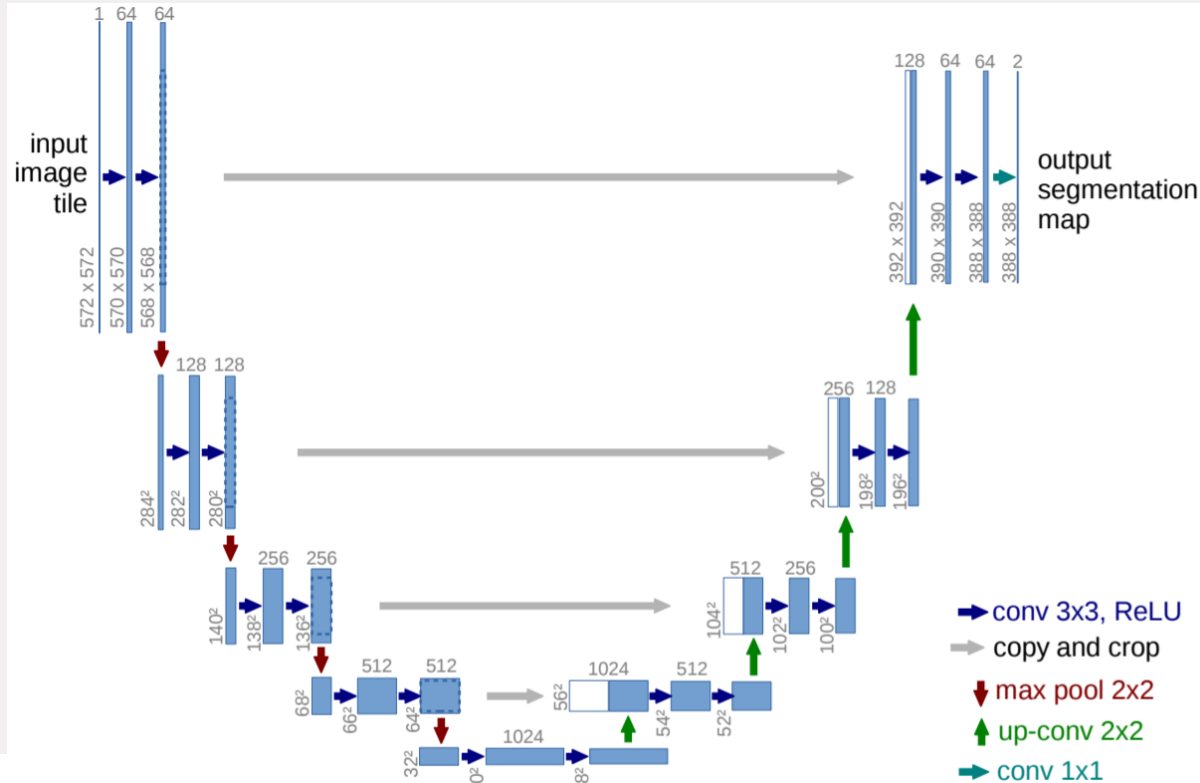 1 64 64
input
image
tile
572 x 572
570 x 570
568 x 568
128 64 64 2
output
segmentation
map
392 x 392
390 x 390
388 x 388
388 x 388
128 128
284²
282²
280²
256 128
200²
198²
196²
256 256
140²
138²
136²
512 256
104²
102²
100²
512 512
68²
66²
64²
1024 512
56²
54²
52²
1024
32²
0²
8²
conv 3x3, ReLU
copy and crop
max pool 2x2
up-conv 2x2
conv 1x1